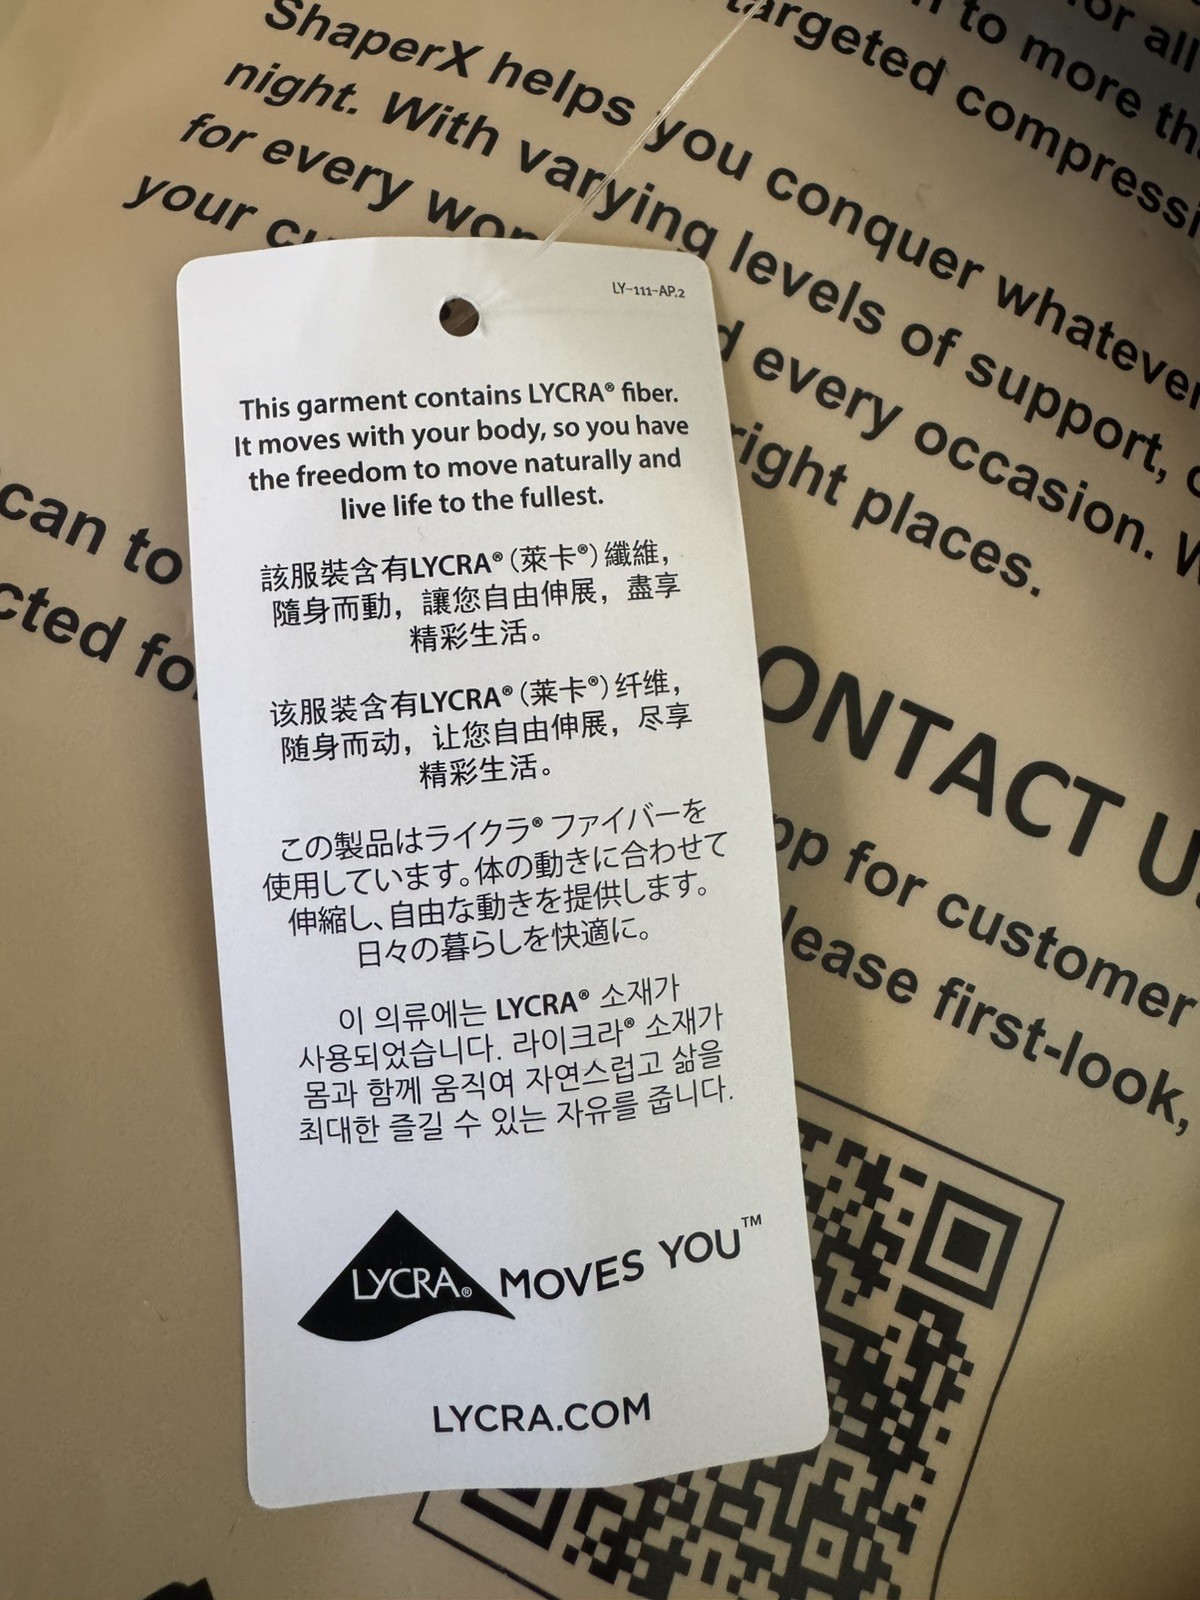 for all
n to more th
targeted compressi
ShaperX helps you conquer whatever
night. With varying levels of support,
for every wo
every occasion.
your cu
right places.
can to
cted fo
ONTACT U
pp for customer
lease first-look,
LY-111-AP.2
This garment contains LYCRA® fiber.
It moves with your body, so you have
the freedom to move naturally and
live life to the fullest.
該服裝含有LYCRA®（萊卡®）纖維，
隨身而動，讓您自由伸展，盡享
精彩生活。
该服装含有LYCRA®（莱卡®）纤维，
随身而动，让您自由伸展，尽享
精彩生活。
この製品はライクラ® ファイバーを
使用しています。体の動きに合わせて
伸縮し、自由な動きを提供します。
日々の暮らしを快適に。
이 의류에는 LYCRA® 소재가
사용되었습니다. 라이크라® 소재가
몸과 함께 움직여 자연스럽고 삶을
최대한 즐길 수 있는 자유를 줍니다.
LYCRA® MOVES YOU™
LYCRA.COM